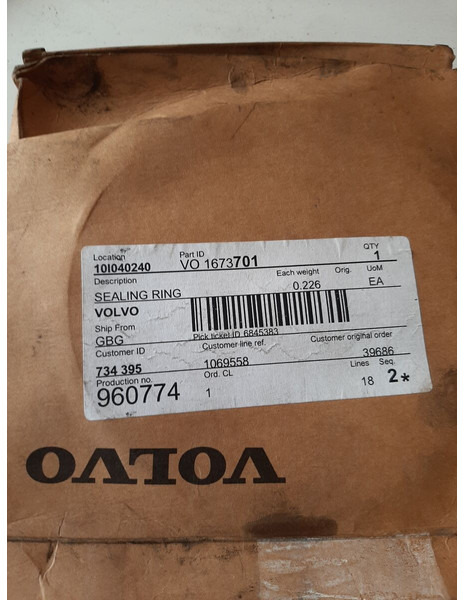 Location Part ID QTY
10I040240 VO 1673701 1
Description Each weight Orig. UoM
SEALING RING 0.226 EA
VOLVO
Ship From Pick ticket ID 6845383
GBG Customer line ref. Customer original order
Customer ID 1069558 39686
734 395 Ord. CL Lines Seq.
Production no.
960774 1 18 2*
VOLVO